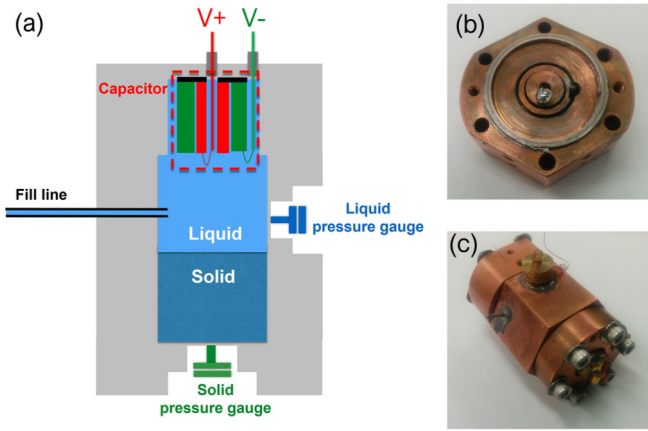 (a)
V+ V-
Capacitor
Fill line
Liquid
Liquid
pressure gauge
Solid
Solid
pressure gauge
(b)
(c)